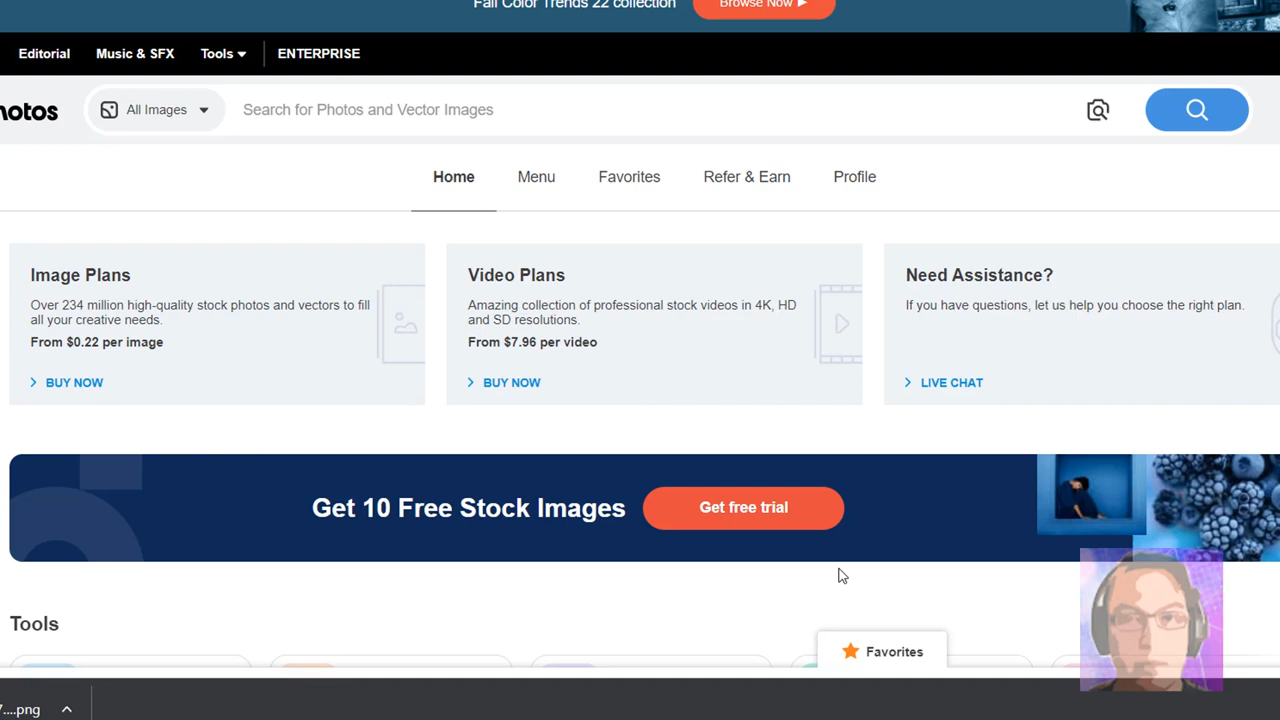 Fall Color Trends 22 collection
Browse Now ▶
Editorial
Music & SFX
Tools
ENTERPRISE
hotos
All Images
Search for Photos and Vector Images
Home
Menu
Favorites
Refer & Earn
Profile
Image Plans
Over 234 million high-quality stock photos and vectors to fill
all your creative needs.
From $0.22 per image
BUY NOW
Video Plans
Amazing collection of professional stock videos in 4K, HD
and SD resolutions.
From $7.96 per video
BUY NOW
Need Assistance?
If you have questions, let us help you choose the right plan.
LIVE CHAT
Get 10 Free Stock Images
Get free trial
Tools
Favorites
7....png